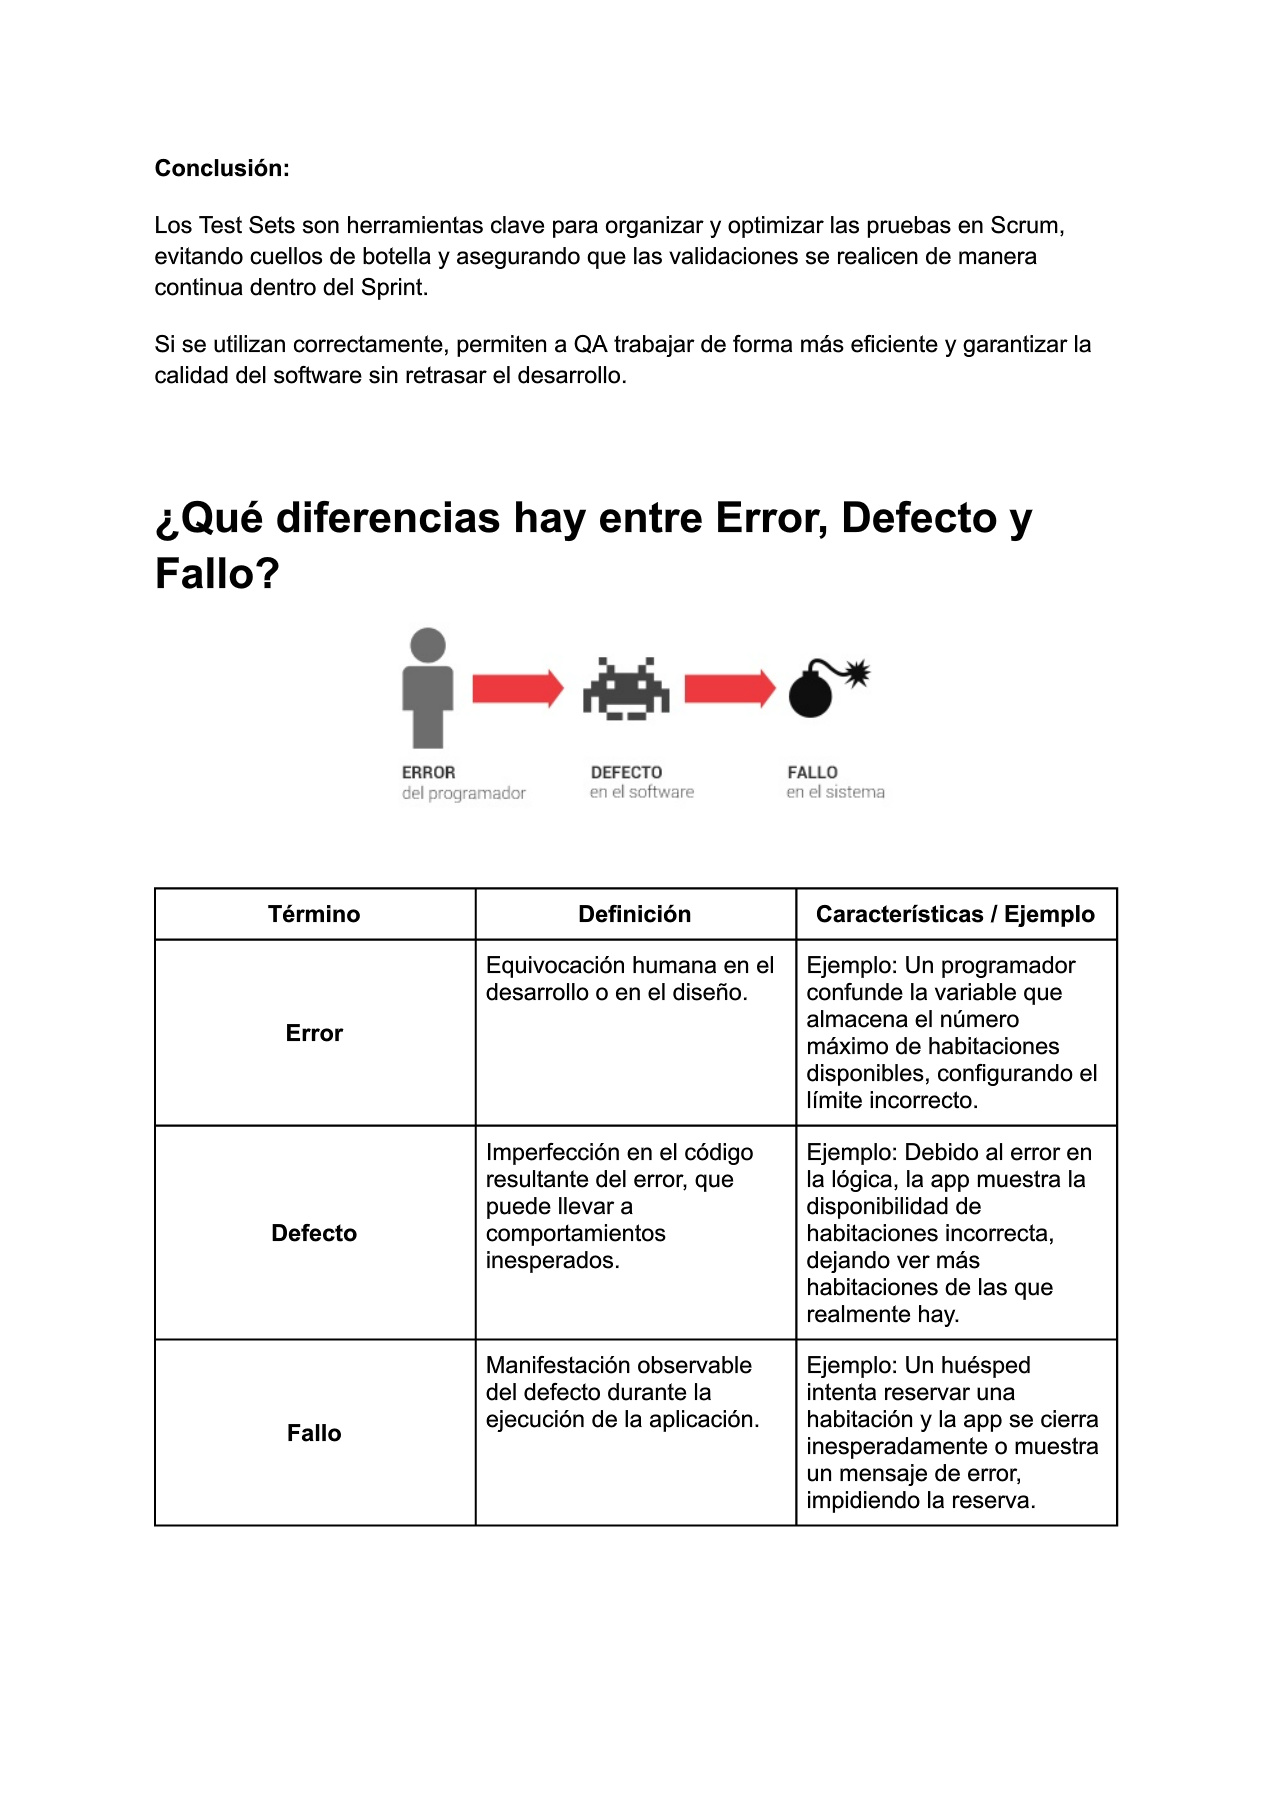 Conclusión:
Los Test Sets son herramientas clave para organizar y optimizar las pruebas en Scrum,
evitando cuellos de botella y asegurando que las validaciones se realicen de manera
continua dentro del Sprint.
Si se utilizan correctamente, permiten a QA trabajar de forma más eficiente y garantizar la
calidad del software sin retrasar el desarrollo.
¿Qué diferencias hay entre Error, Defecto y
Fallo?
ERROR
del programador
DEFECTO
en el software
FALLO
en el sistema
Término
Definición
Características / Ejemplo
Error
Equivocación humana en el
desarrollo o en el diseño.
Ejemplo: Un programador
confunde la variable que
almacena el número
máximo de habitaciones
disponibles, configurando el
límite incorrecto.
Defecto
Imperfección en el código
resultante del error, que
puede llevar a
comportamientos
inesperados.
Ejemplo: Debido al error en
la lógica, la app muestra la
disponibilidad de
habitaciones incorrecta,
dejando ver más
habitaciones de las que
realmente hay.
Fallo
Manifestación observable
del defecto durante la
ejecución de la aplicación.
Ejemplo: Un huésped
intenta reservar una
habitación y la app se cierra
inesperadamente o muestra
un mensaje de error,
impidiendo la reserva.